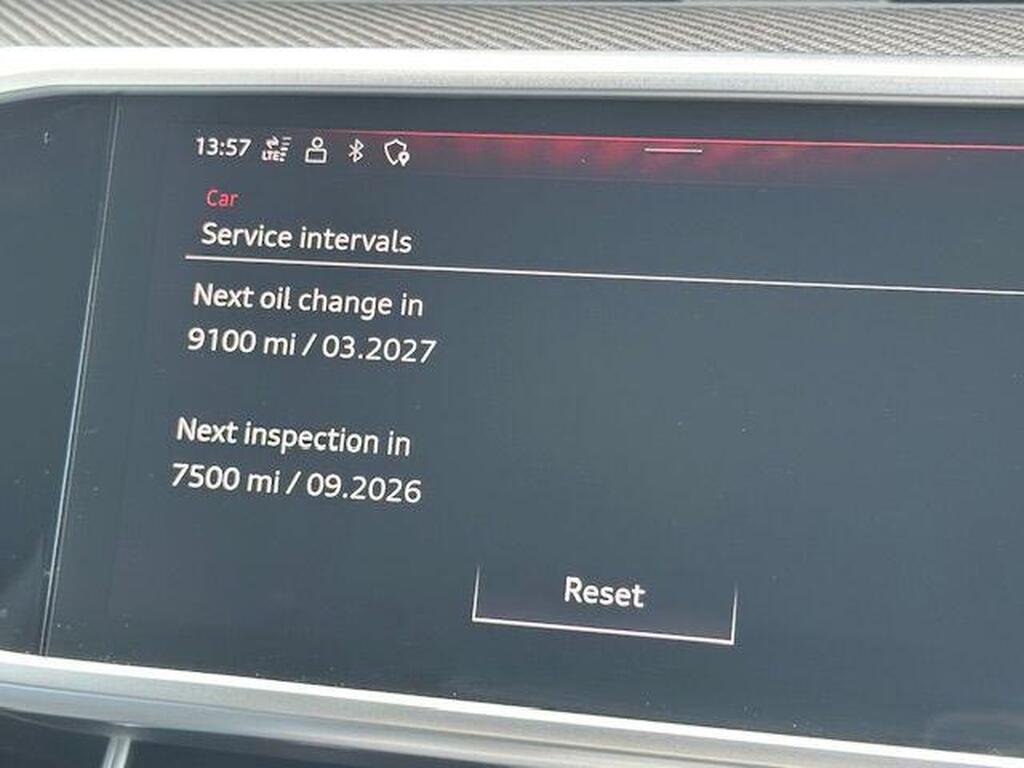 13:57 LTE
Car
Service intervals
Next oil change in
9100 mi / 03.2027
Next inspection in
7500 mi / 09.2026
Reset